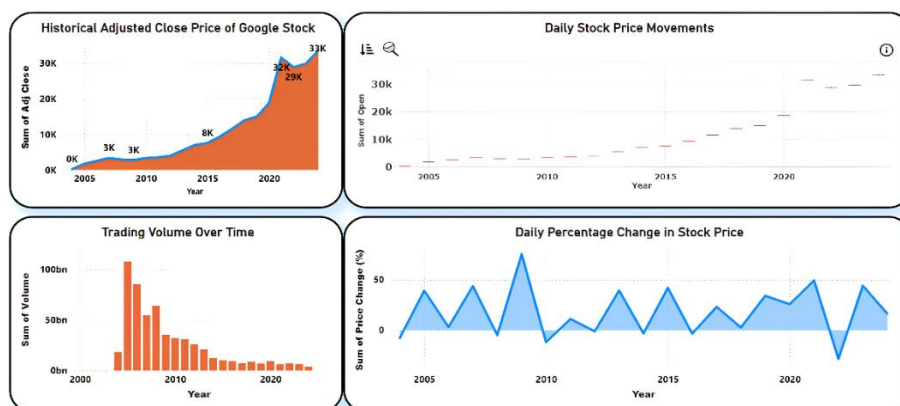 Historical Adjusted Close Price of Google Stock
Sum of Adj Close
30K
20K
10K
0K
0K
3K
3K
8K
32K
29K
33K
2005
2010
2015
2020
Year
Daily Stock Price Movements
Sum of Open
30k
20k
10k
0
2005
2010
2015
2020
Year
Trading Volume Over Time
Sum of Volume
100bn
50bn
0bn
2000
2010
2020
Year
Daily Percentage Change in Stock Price
Sum of Price Change (%)
50
0
2005
2010
2015
2020
Year